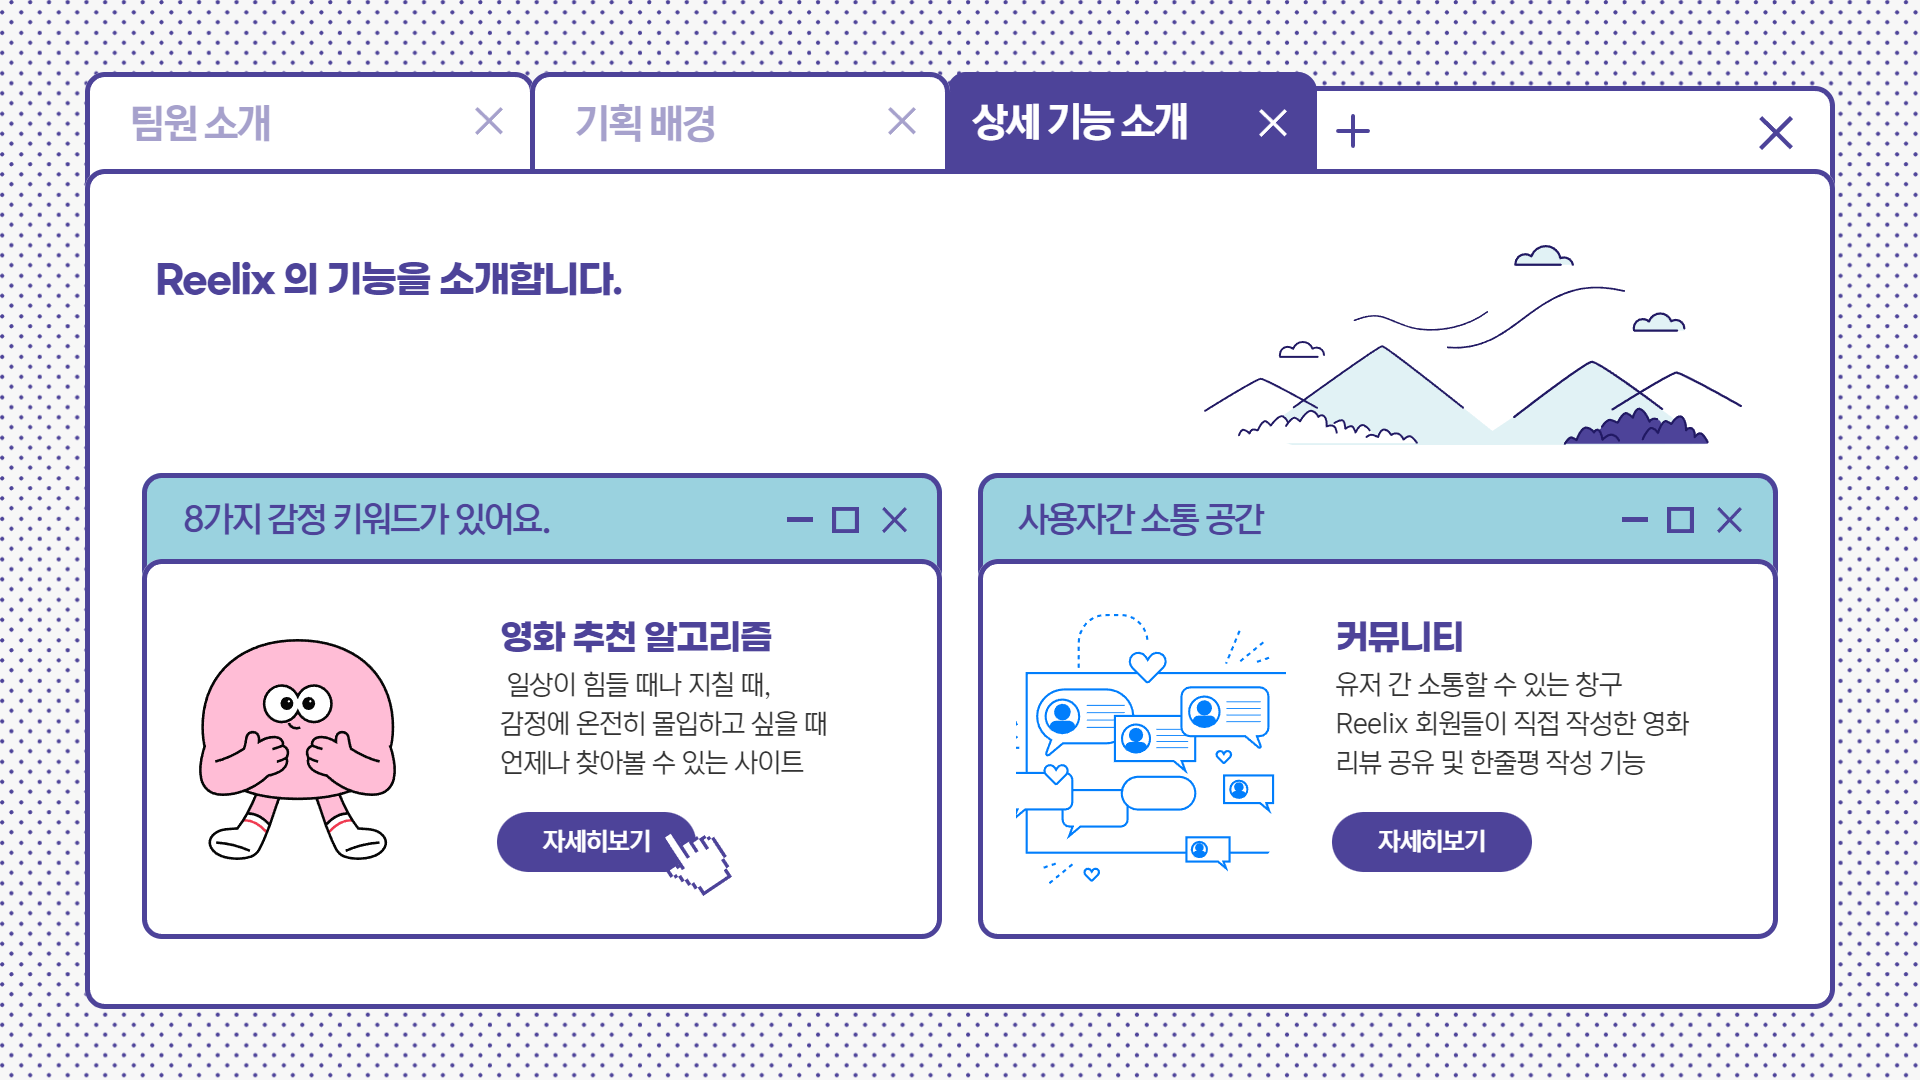 팀원 소개
기획 배경
상세 기능 소개
Reelix 의 기능을 소개합니다.
8가지 감정 키워드가 있어요.
영화 추천 알고리즘
일상이 힘들 때나 지칠 때,
감정에 온전히 몰입하고 싶을 때
언제나 찾아볼 수 있는 사이트
자세히보기
사용자간 소통 공간
커뮤니티
유저 간 소통할 수 있는 창구
Reelix 회원들이 직접 작성한 영화
리뷰 공유 및 한줄평 작성 기능
자세히보기